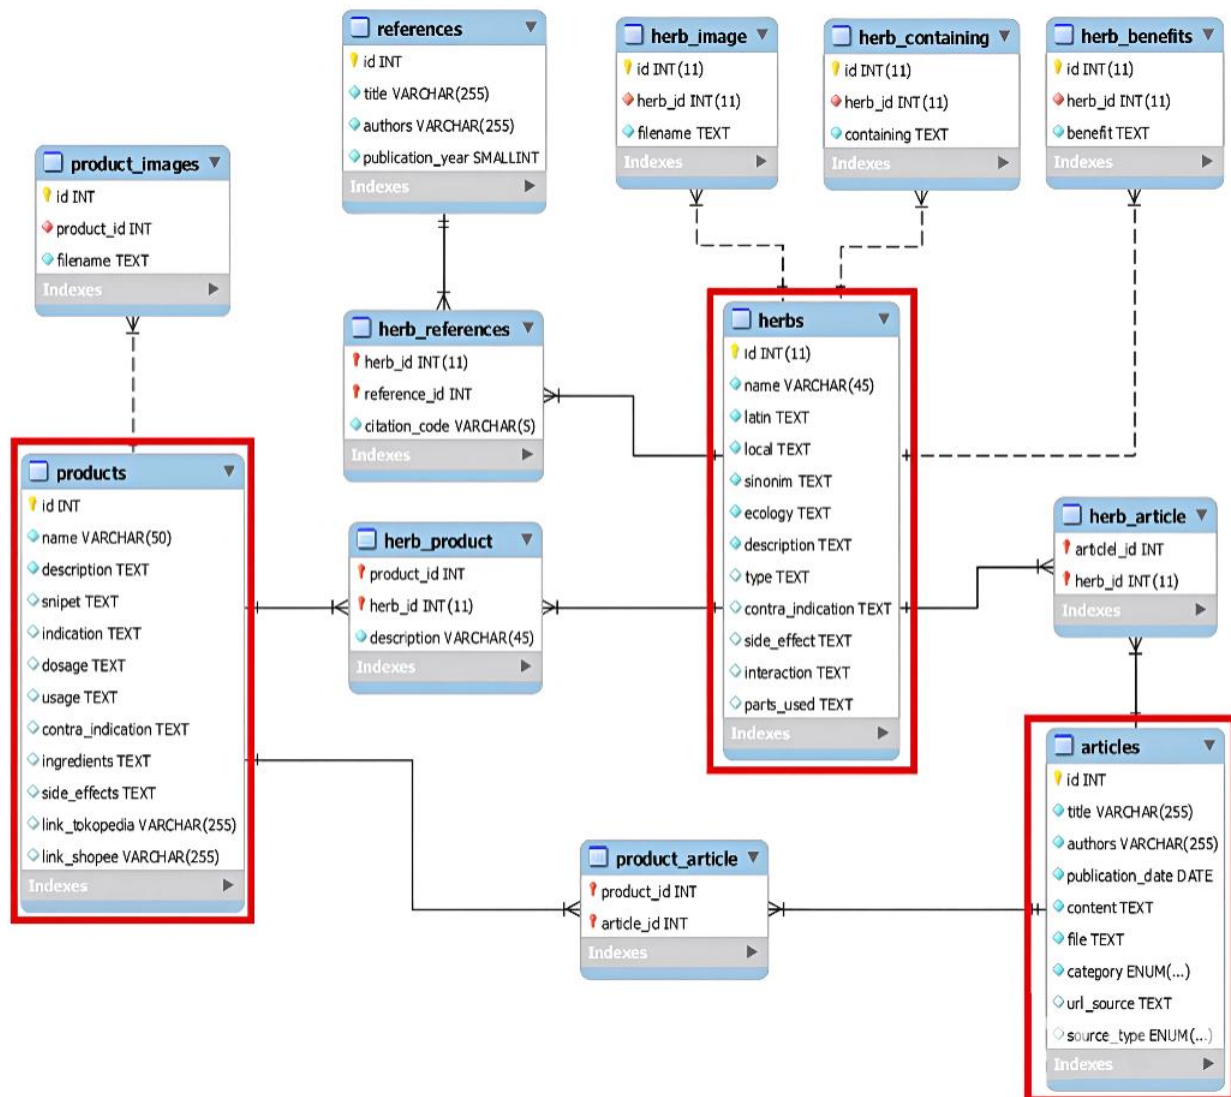 references
id INT
title VARCHAR(255)
authors VARCHAR(255)
publication_year SMALLINT
Indexes
herb_image
id INT(11)
herb_id INT(11)
filename TEXT
Indexes
herb_containing
id INT(11)
herb_id INT(11)
containing TEXT
Indexes
herb_benefits
id INT(11)
herb_id INT(11)
benefit TEXT
Indexes
product_images
id INT
product_id INT
filename TEXT
Indexes
herb_references
herb_id INT(11)
reference_id INT
citation_code VARCHAR(S)
Indexes
herbs
id INT(11)
name VARCHAR(45)
latin TEXT
local TEXT
sinonim TEXT
ecology TEXT
description TEXT
type TEXT
contra_indication TEXT
side_effect TEXT
interaction TEXT
parts_used TEXT
Indexes
products
id INT
name VARCHAR(50)
description TEXT
snipet TEXT
indication TEXT
dosage TEXT
usage TEXT
contra_indication TEXT
ingredients TEXT
side_effects TEXT
link_tokopedia VARCHAR(255)
link_shopee VARCHAR(255)
Indexes
herb_product
product_id INT
herb_id INT(11)
description VARCHAR(45)
Indexes
herb_article
articlel_id INT
herb_id INT(11)
Indexes
articles
id INT
title VARCHAR(255)
authors VARCHAR(255)
publication_date DATE
content TEXT
file TEXT
category ENUM(...)
url_source TEXT
source_type ENUM(...)
Indexes
product_article
product_id INT
article_id INT
Indexes